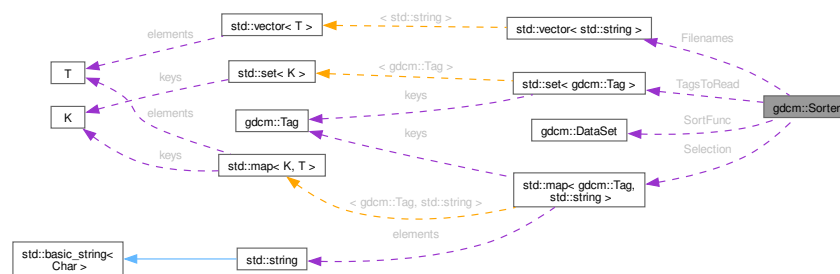 std::vector< T >
< std::string >
std::vector< std::string >
Filenames
elements
T
keys
std::set< K >
< gdcm::Tag >
std::set< gdcm::Tag >
TagsToRead
gdcm::Sorter
K
elements
gdcm::Tag
keys
keys
gdcm::DataSet
SortFunc
Selection
keys
std::map< K, T >
std::map< gdcm::Tag,
std::string >
< gdcm::Tag, std::string >
elements
std::basic_string<
Char >
std::string